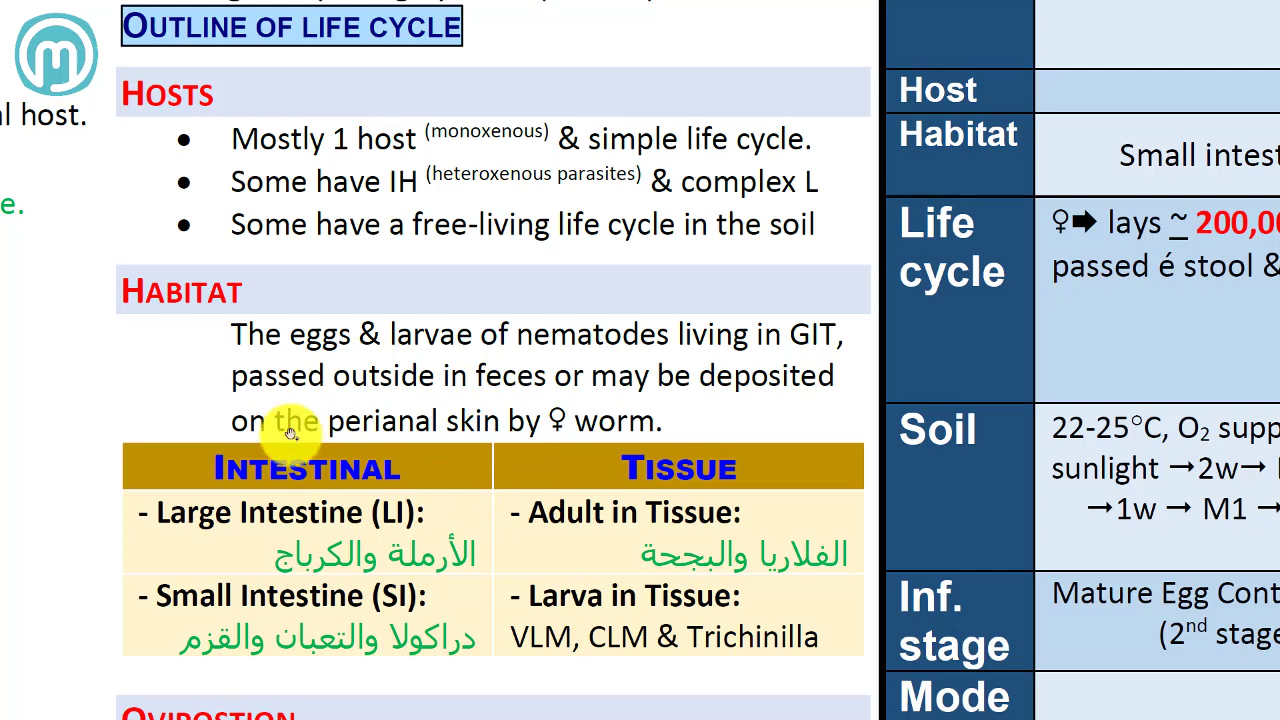 OUTLINE OF LIFE CYCLE
al host.
e.
HOSTS
• Mostly 1 host (monoxenous) & simple life cycle.
• Some have IH (heteroxenous parasites) & complex L
• Some have a free-living life cycle in the soil
HABITAT
The eggs & larvae of nematodes living in GIT,
passed outside in feces or may be deposited
on the perianal skin by ♀ worm.
INTESTINAL
TISSUE
- Large Intestine (LI):
الأرملة والكرباج
- Adult in Tissue:
الفلاريا والبجحة
- Small Intestine (SI):
دراكولا والتعبان والقزم
- Larva in Tissue:
VLM, CLM & Trichinilla
OVIPOSTION
Host
Habitat
Small intest
Life
cycle
♀➡ lays ~ 200,00
passed é stool &
Soil
22-25°C, O₂ supp
sunlight →2w→
→1w → M1 →
Inf.
stage
Mature Egg Cont
(2nd stage
Mode